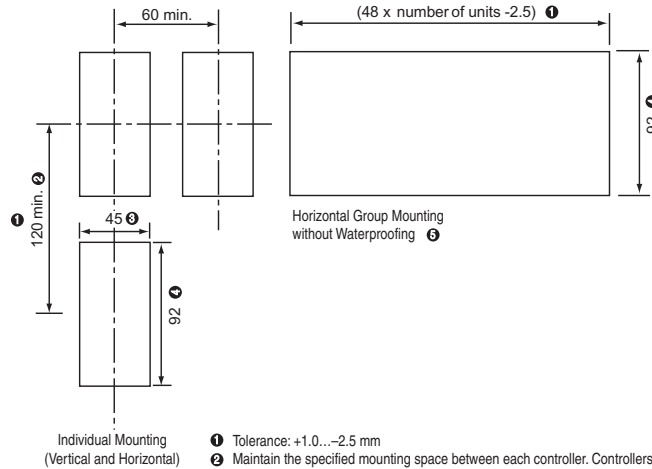 60 min.
(48 x number of units -2.5) ❶
92 ❹
120 min. ❷
❶
45 ❸
Horizontal Group Mounting
without Waterproofing ❺
92 ❹
Individual Mounting
(Vertical and Horizontal)
❶ Tolerance: +1.0...–2.5 mm
❷ Maintain the specified mounting space between each controller. Controllers